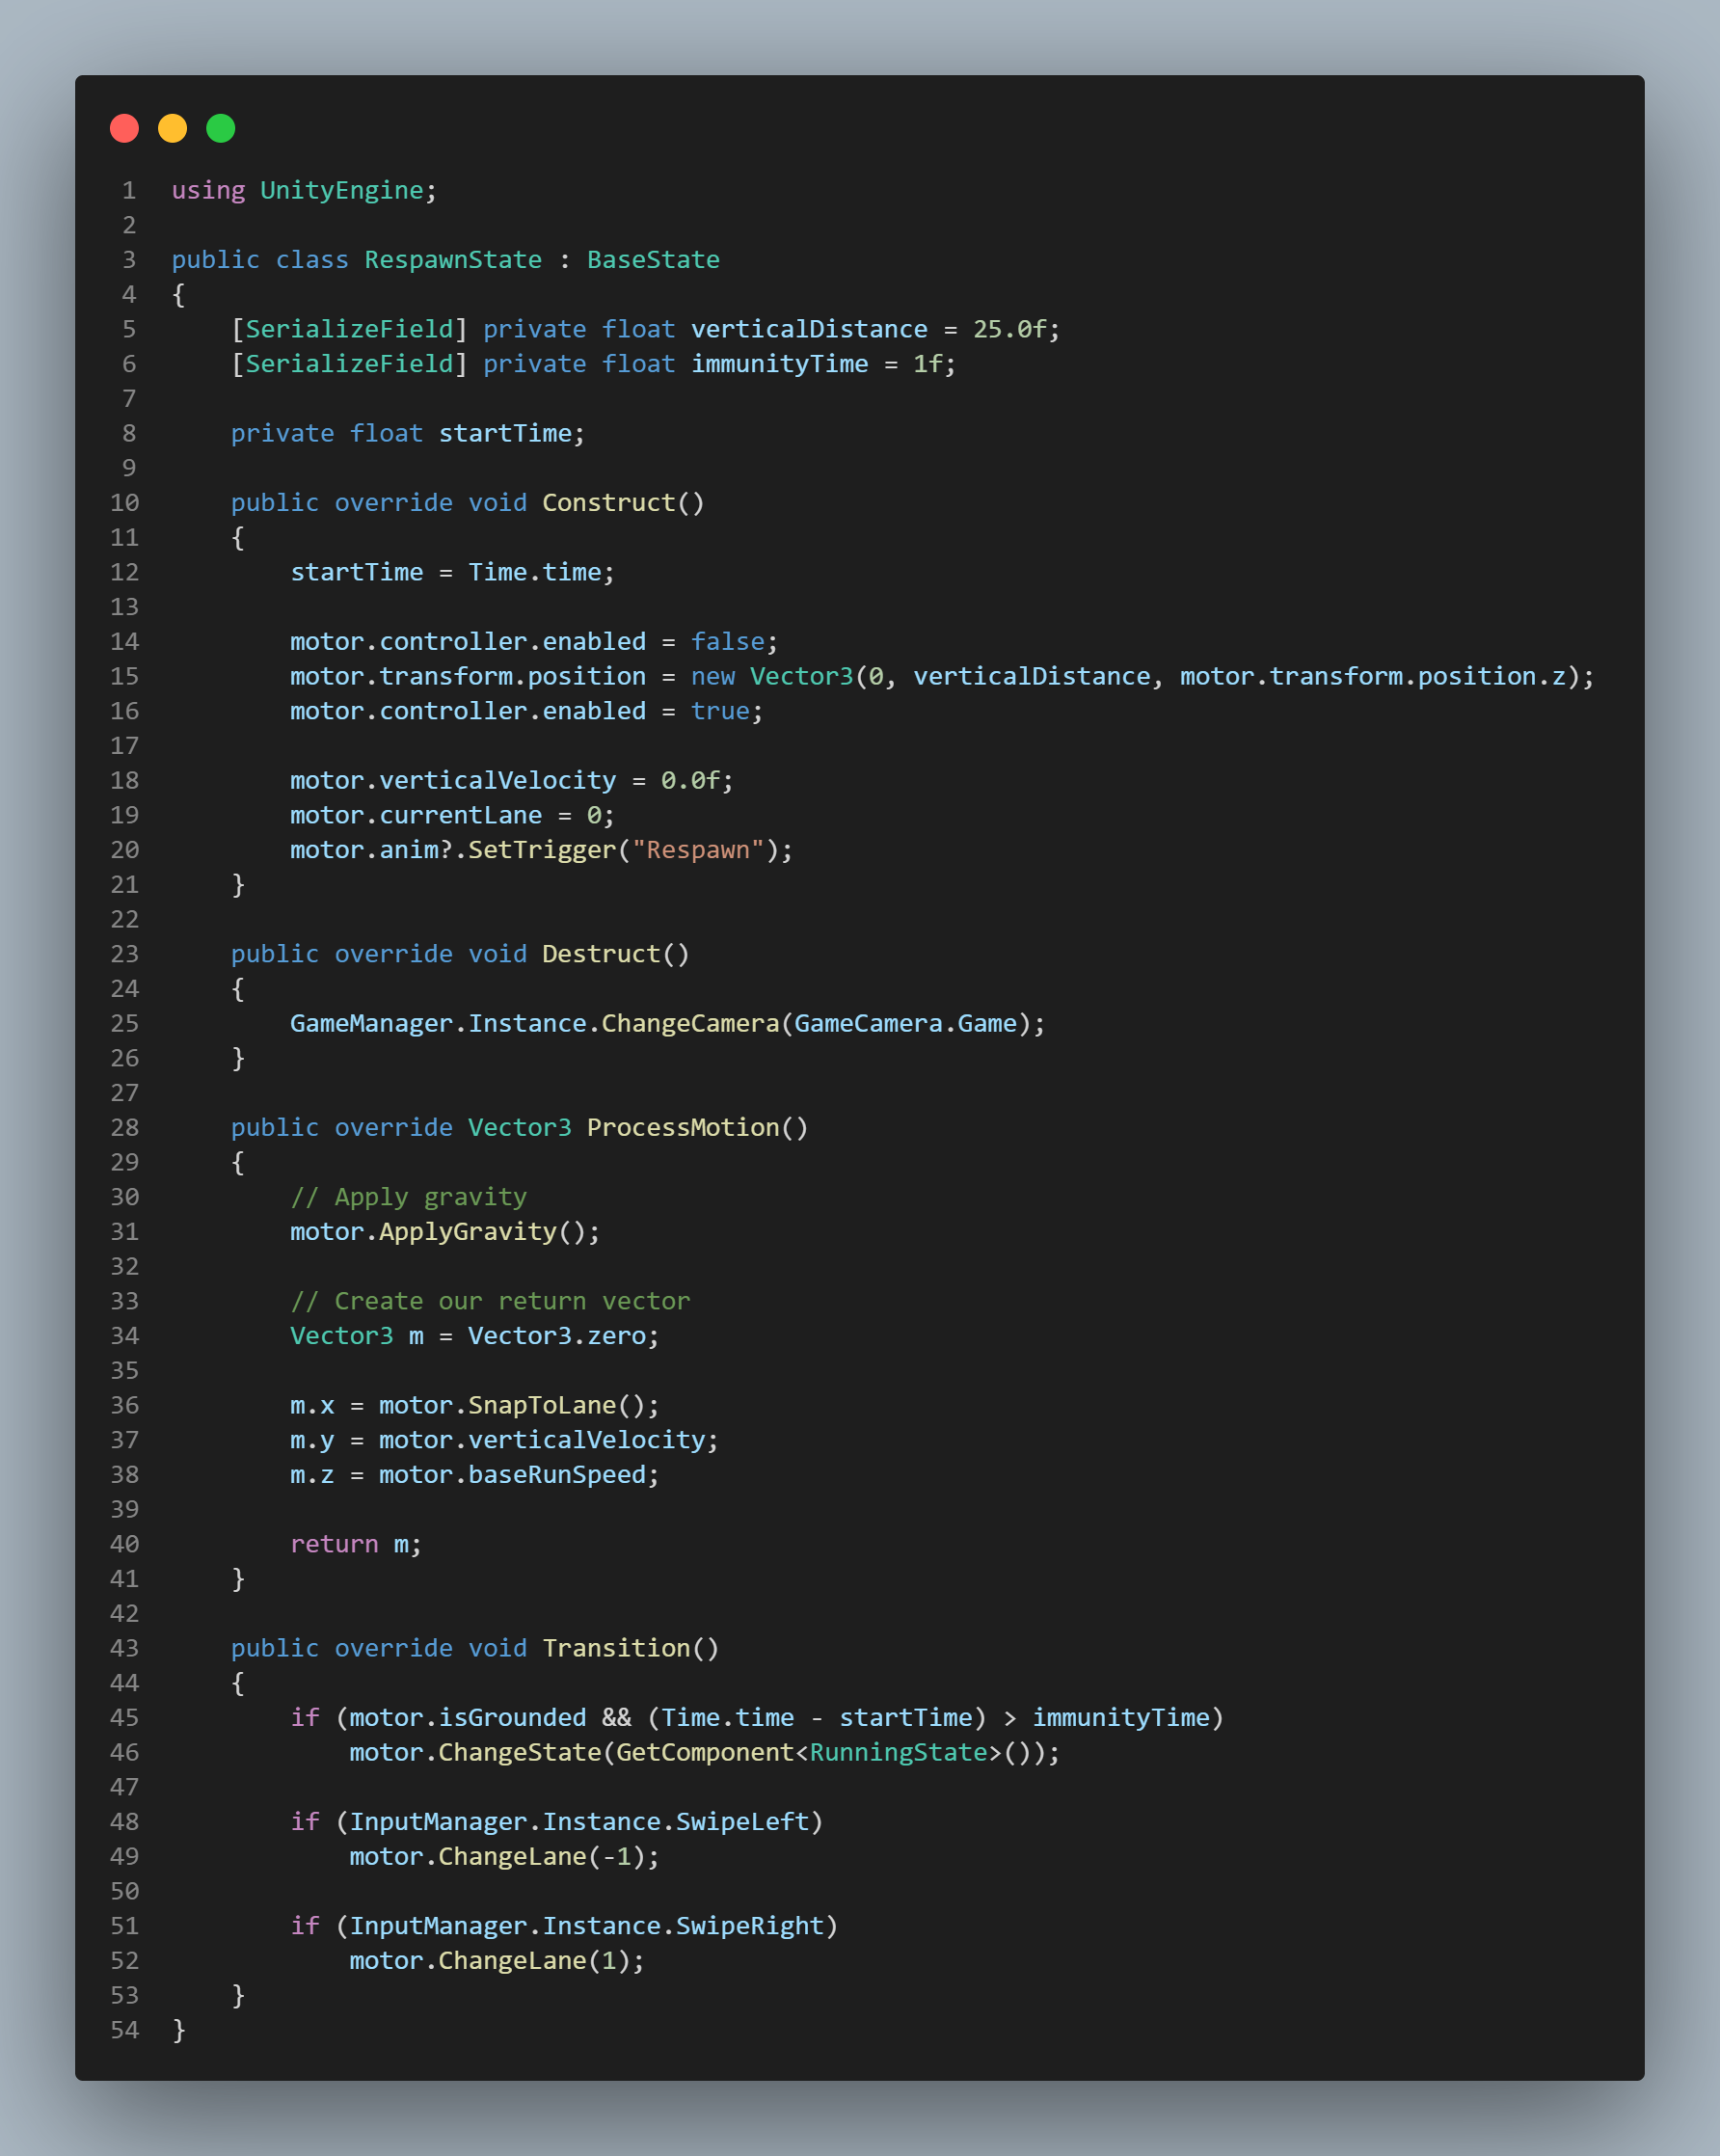 1 using UnityEngine;
2
3 public class RespawnState : BaseState
4 {
5     [SerializeField] private float verticalDistance = 25.0f;
6     [SerializeField] private float immunityTime = 1f;
7
8     private float startTime;
9
10     public override void Construct()
11     {
12         startTime = Time.time;
13
14         motor.controller.enabled = false;
15         motor.transform.position = new Vector3(0, verticalDistance, motor.transform.position.z);
16         motor.controller.enabled = true;
17
18         motor.verticalVelocity = 0.0f;
19         motor.currentLane = 0;
20         motor.anim?.SetTrigger("Respawn");
21     }
22
23     public override void Destruct()
24     {
25         GameManager.Instance.ChangeCamera(GameCamera.Game);
26     }
27
28     public override Vector3 ProcessMotion()
29     {
30         // Apply gravity
31         motor.ApplyGravity();
32
33         // Create our return vector
34         Vector3 m = Vector3.zero;
35
36         m.x = motor.SnapToLane();
37         m.y = motor.verticalVelocity;
38         m.z = motor.baseRunSpeed;
39
40         return m;
41     }
42
43     public override void Transition()
44     {
45         if (motor.isGrounded && (Time.time - startTime) > immunityTime)
46             motor.ChangeState(GetComponent<RunningState>());
47
48         if (InputManager.Instance.SwipeLeft)
49             motor.ChangeLane(-1);
50
51         if (InputManager.Instance.SwipeRight)
52             motor.ChangeLane(1);
53     }
54 }